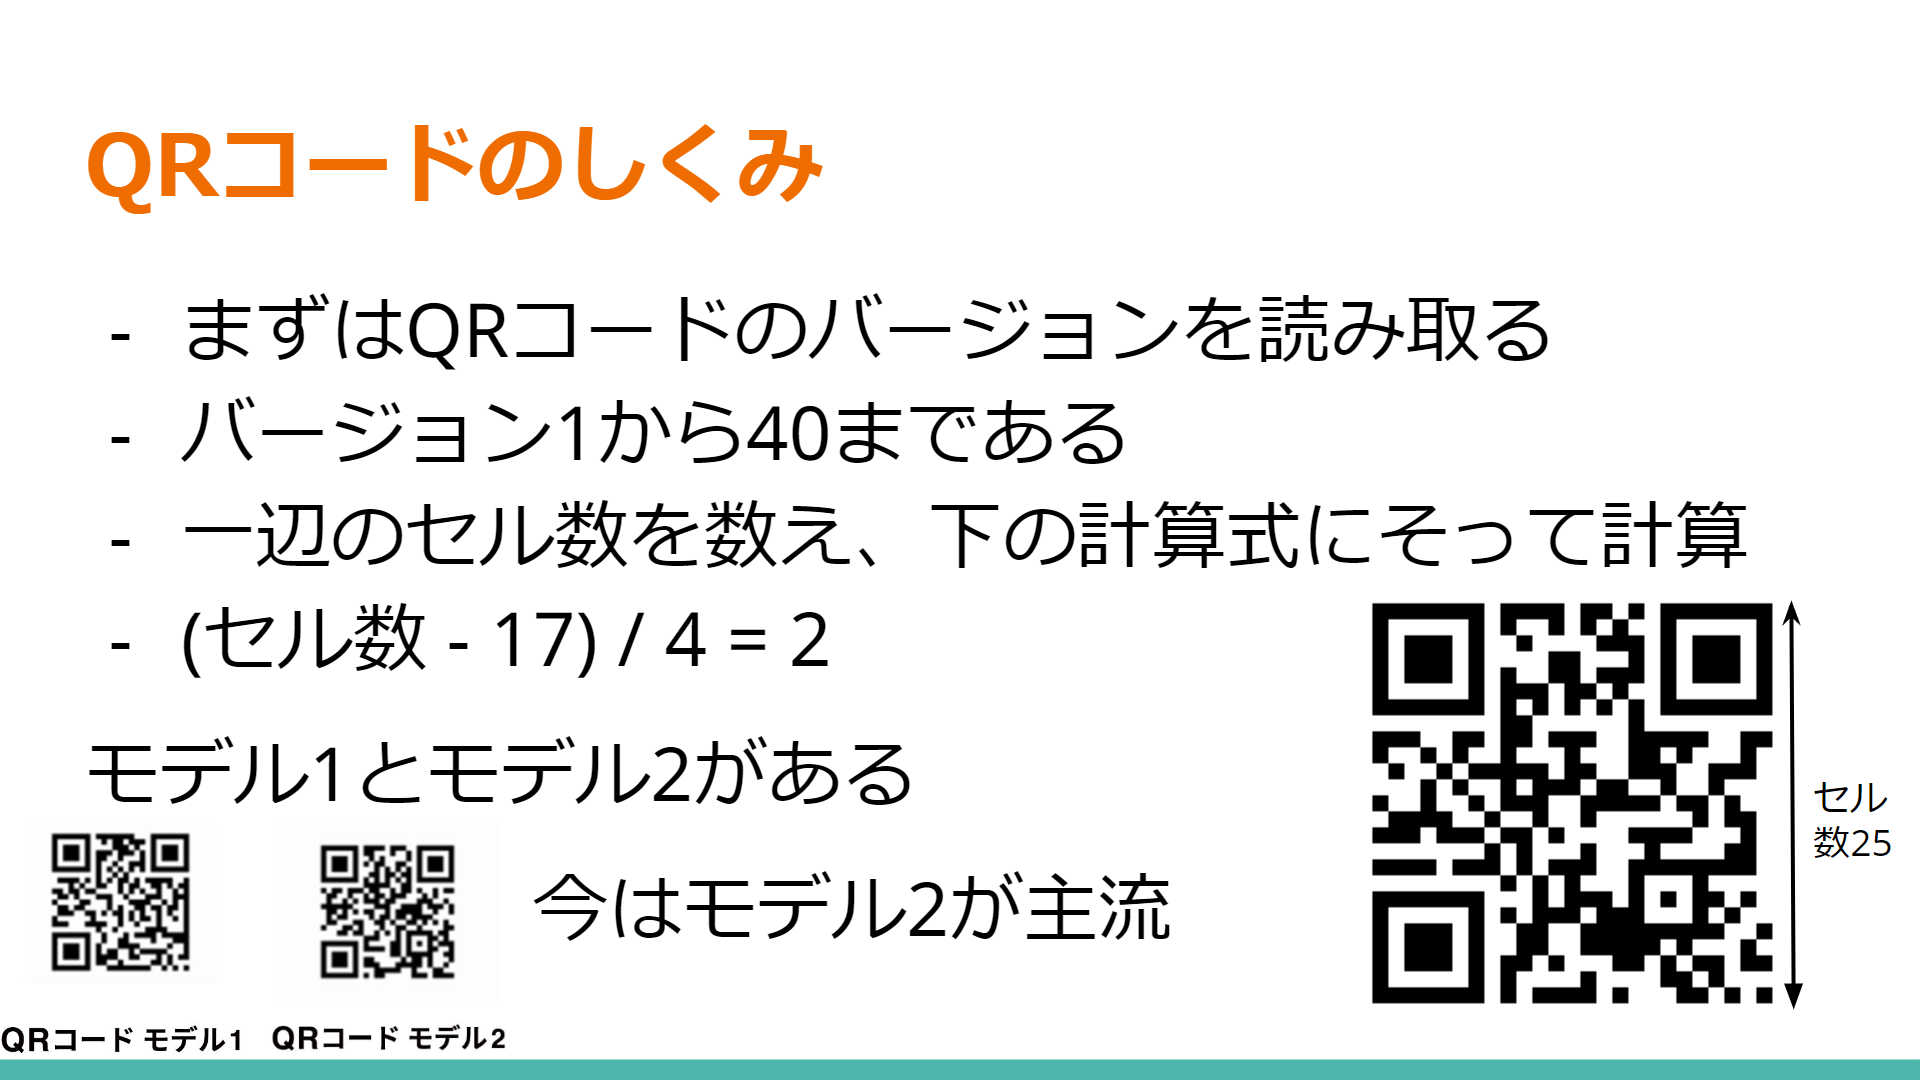 QRコードのしくみ
- まずはQRコードのバージョンを読み取る
- バージョン1から40まである
- 一辺のセル数を数え、下の計算式にそって計算
- (セル数 - 17) / 4 = 2
モデル1とモデル2がある
今はモデル2が主流
QRコード モデル1
QRコード モデル2
セル
数25